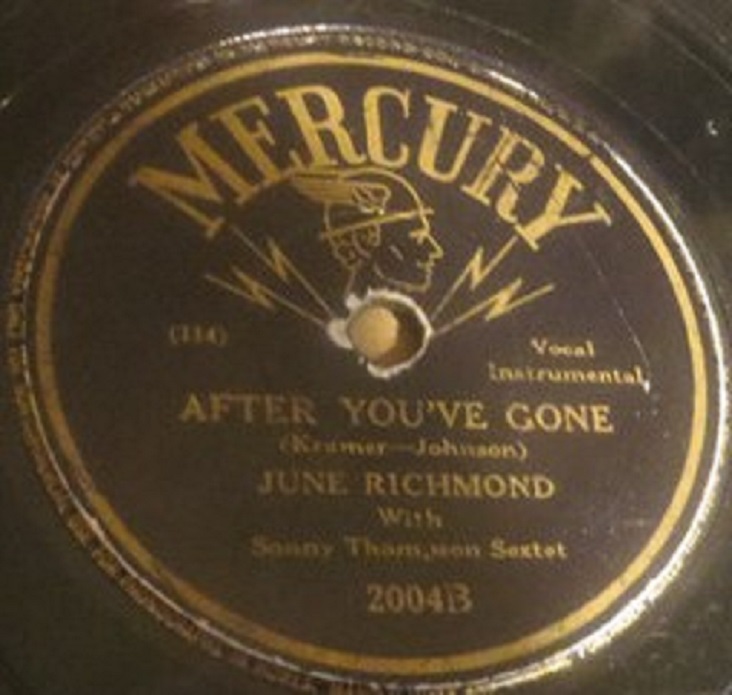 MERCURY
(114)
Vocal
Instrumental
AFTER YOU'VE GONE
(Kramer—Johnson)
JUNE RICHMOND
With
Sonny Thompson Sextet
2004B